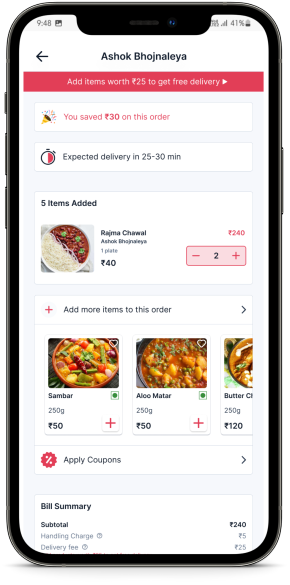 9:48 41%
Ashok Bhojnaleya
Add items worth ₹25 to get free delivery
You saved ₹30 on this order
Expected delivery in 25-30 min
5 Items Added
Rajma Chawal ₹240
Ashok Bhojnaleya
1 plate
₹40
2
Add more items to this order
Sambar
250g
₹50
Aloo Matar
250g
₹50
Butter Ch
250g
₹120
Apply Coupons
Bill Summary
Subtotal ₹240
Handling Charge ₹5
Delivery fee ₹25